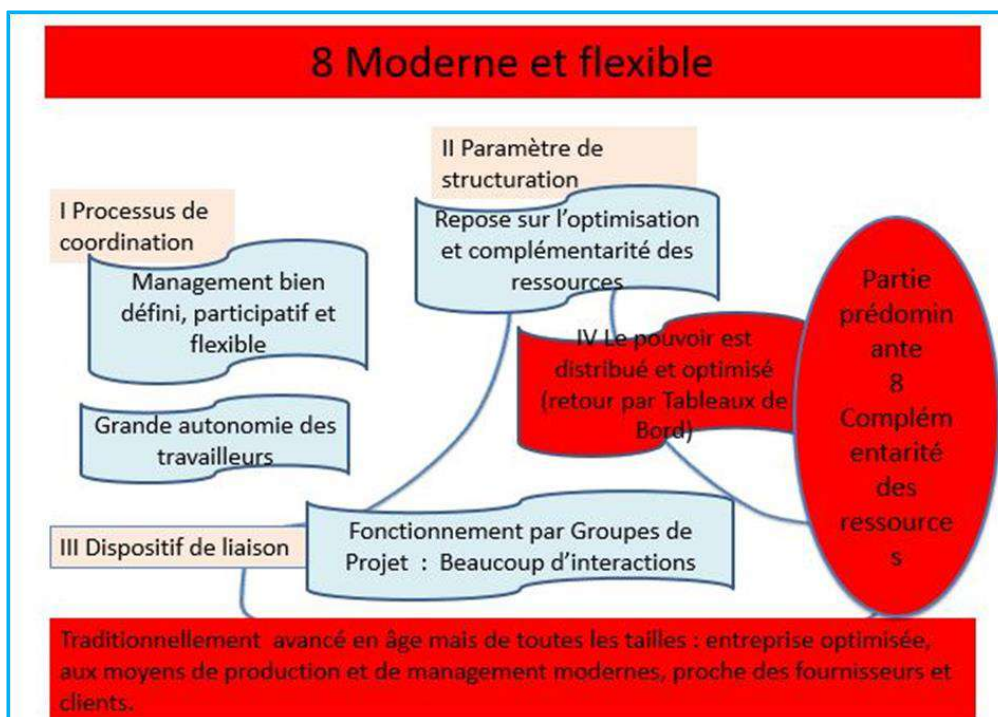 8 Moderne et flexible
II Paramètre de
structuration
I Processus de
coordination
Repose sur l'optimisation
et complémentarité des
ressources
Management bien
défini, participatif et
flexible
IV Le pouvoir est
distribué et optimisé
(retour par Tableaux de
Bord)
Partie
prédomin
ante
8
Complém
entarité
des
ressource
s
Grande autonomie des
travailleurs
III Dispositif de liaison
Fonctionnement par Groupes de
Projet : Beaucoup d'interactions
Traditionnellement avancé en âge mais de toutes les tailles : entreprise optimisée,
aux moyens de production et de management modernes, proche des fournisseurs et
clients.